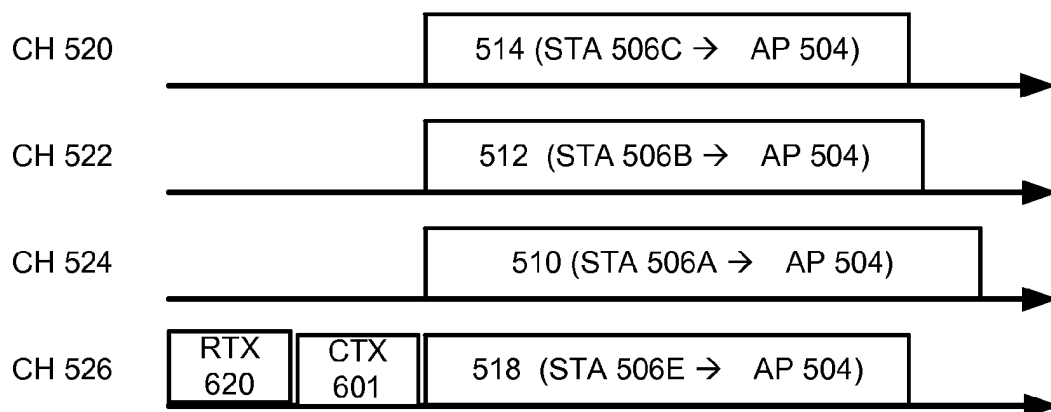 CH 520
514 (STA 506C → AP 504)
CH 522
512 (STA 506B → AP 504)
CH 524
510 (STA 506A → AP 504)
CH 526
RTX
620
CTX
601
518 (STA 506E → AP 504)